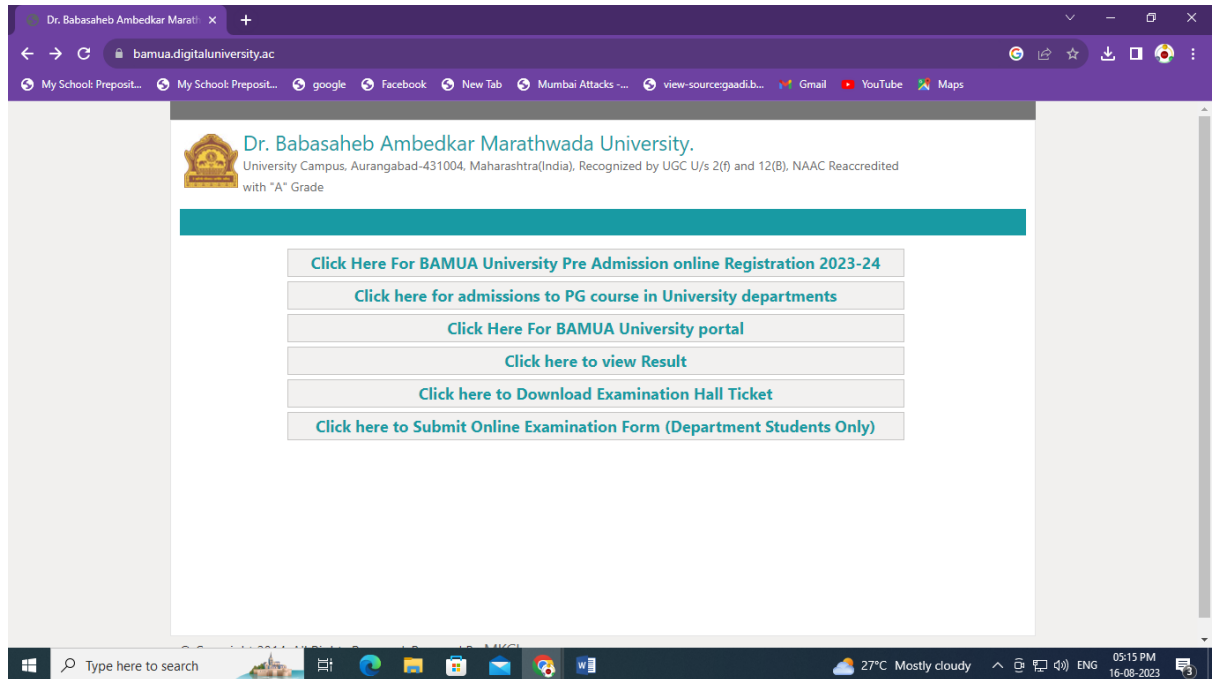 Dr. Babasaheb Ambedkar Marath
bamua.digitaluniversity.ac
My School: Preposit... My School: Preposit... google Facebook New Tab Mumbai Attacks -... view-source:gaadi.b... Gmail YouTube Maps
Dr. Babasaheb Ambedkar Marathwada University.
University Campus, Aurangabad-431004, Maharashtra(India), Recognized by UGC U/s 2(f) and 12(B), NAAC Reaccredited
with "A" Grade
Click Here For BAMUA University Pre Admission online Registration 2023-24
Click here for admissions to PG course in University departments
Click Here For BAMUA University portal
Click here to view Result
Click here to Download Examination Hall Ticket
Click here to Submit Online Examination Form (Department Students Only)
Type here to search 27°C Mostly cloudy ENG 05:15 PM
16-08-2023 3